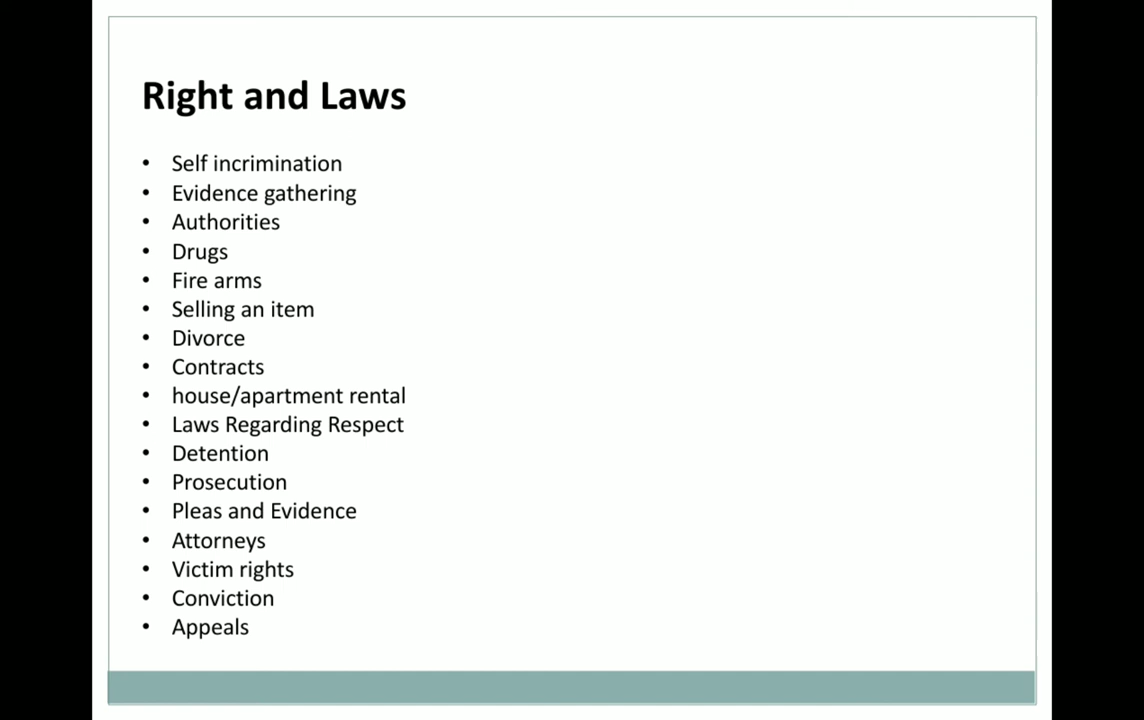 Right and Laws
• Self incrimination
• Evidence gathering
• Authorities
• Drugs
• Fire arms
• Selling an item
• Divorce
• Contracts
• house/apartment rental
• Laws Regarding Respect
• Detention
• Prosecution
• Pleas and Evidence
• Attorneys
• Victim rights
• Conviction
• Appeals